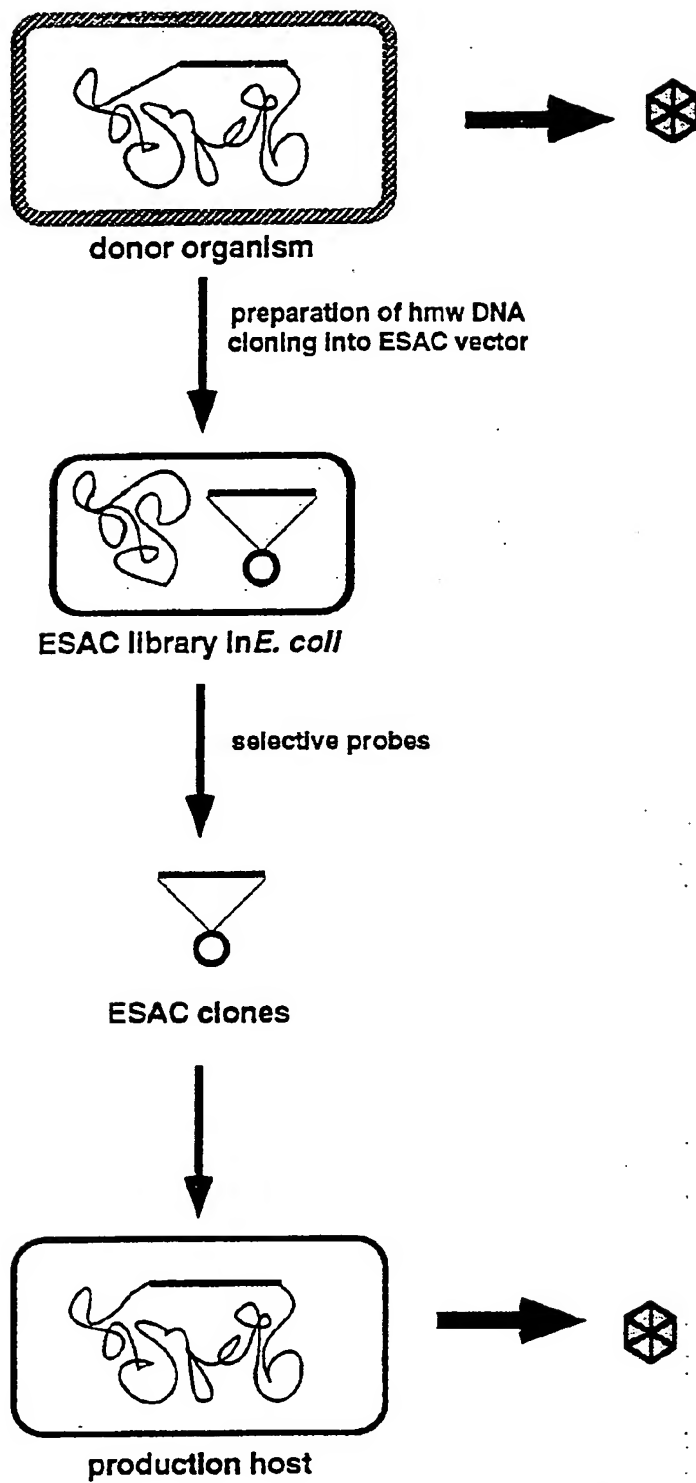 donor organism
preparation of hmw DNA
cloning into ESAC vector
ESAC library inE. coli
selective probes
ESAC clones
production host